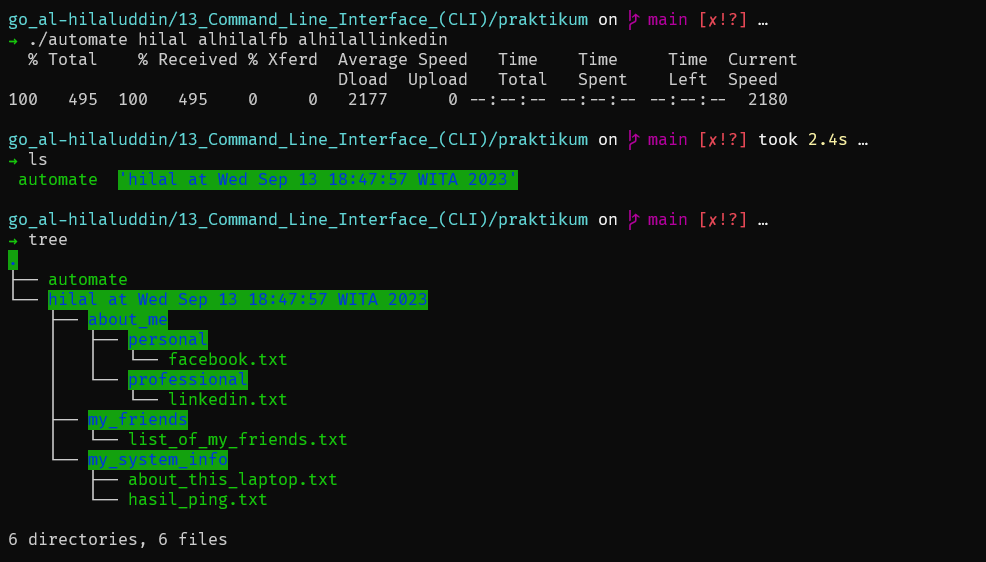 go_al-hilaluddin/13_Command_Line_Interface_(CLI)/praktikum on  main [✗!?] …
→ ./automate hilal alhilalfb alhilallinkedin
  % Total    % Received % Xferd  Average Speed   Time    Time     Time  Current
                                 Dload  Upload   Total   Spent    Left  Speed
100   495  100   495    0     0   2177      0 --:--:-- --:--:-- --:--:--  2180
go_al-hilaluddin/13_Command_Line_Interface_(CLI)/praktikum on  main [✗!?] took 2.4s …
→ ls
 automate  'hilal at Wed Sep 13 18:47:57 WITA 2023'
go_al-hilaluddin/13_Command_Line_Interface_(CLI)/praktikum on  main [✗!?] …
→ tree
.
├── automate
└── hilal at Wed Sep 13 18:47:57 WITA 2023
    ├── about_me
    │   ├── personal
    │   │   └── facebook.txt
    │   └── professional
    │       └── linkedin.txt
    ├── my_friends
    │   └── list_of_my_friends.txt
    └── my_system_info
        ├── about_this_laptop.txt
        └── hasil_ping.txt
6 directories, 6 files